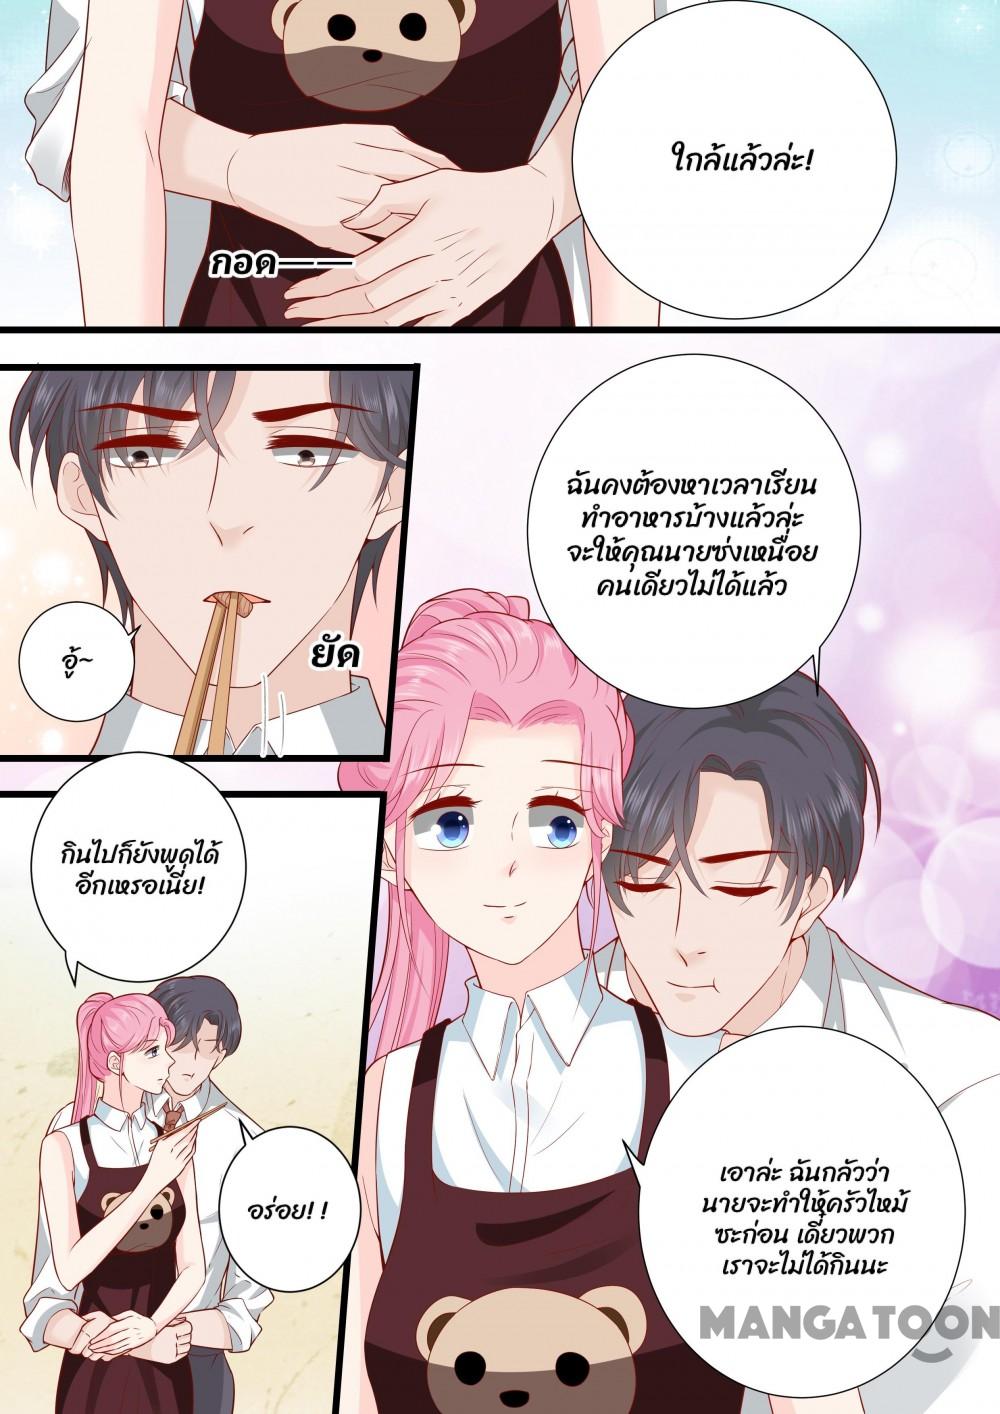 ใกล้แล้วล่ะ!
กอด——
ฉันคงต้องหาเวลาเรียน
ทำอาหารบ้างแล้วล่ะ
จะให้คุณนายซ่งเหนื่อย
คนเดียวไม่ได้แล้ว
อู้~
ยัด
กินไปก็ยังพูดได้
อีกเหรอเนี่ย!
อร่อย!!
เอาล่ะ ฉันกลัวว่า
นายจะทำให้ครัวไหม้
ซะก่อน เดี๋ยวพวก
เราจะไม่ได้กินนะ
MANGATOON